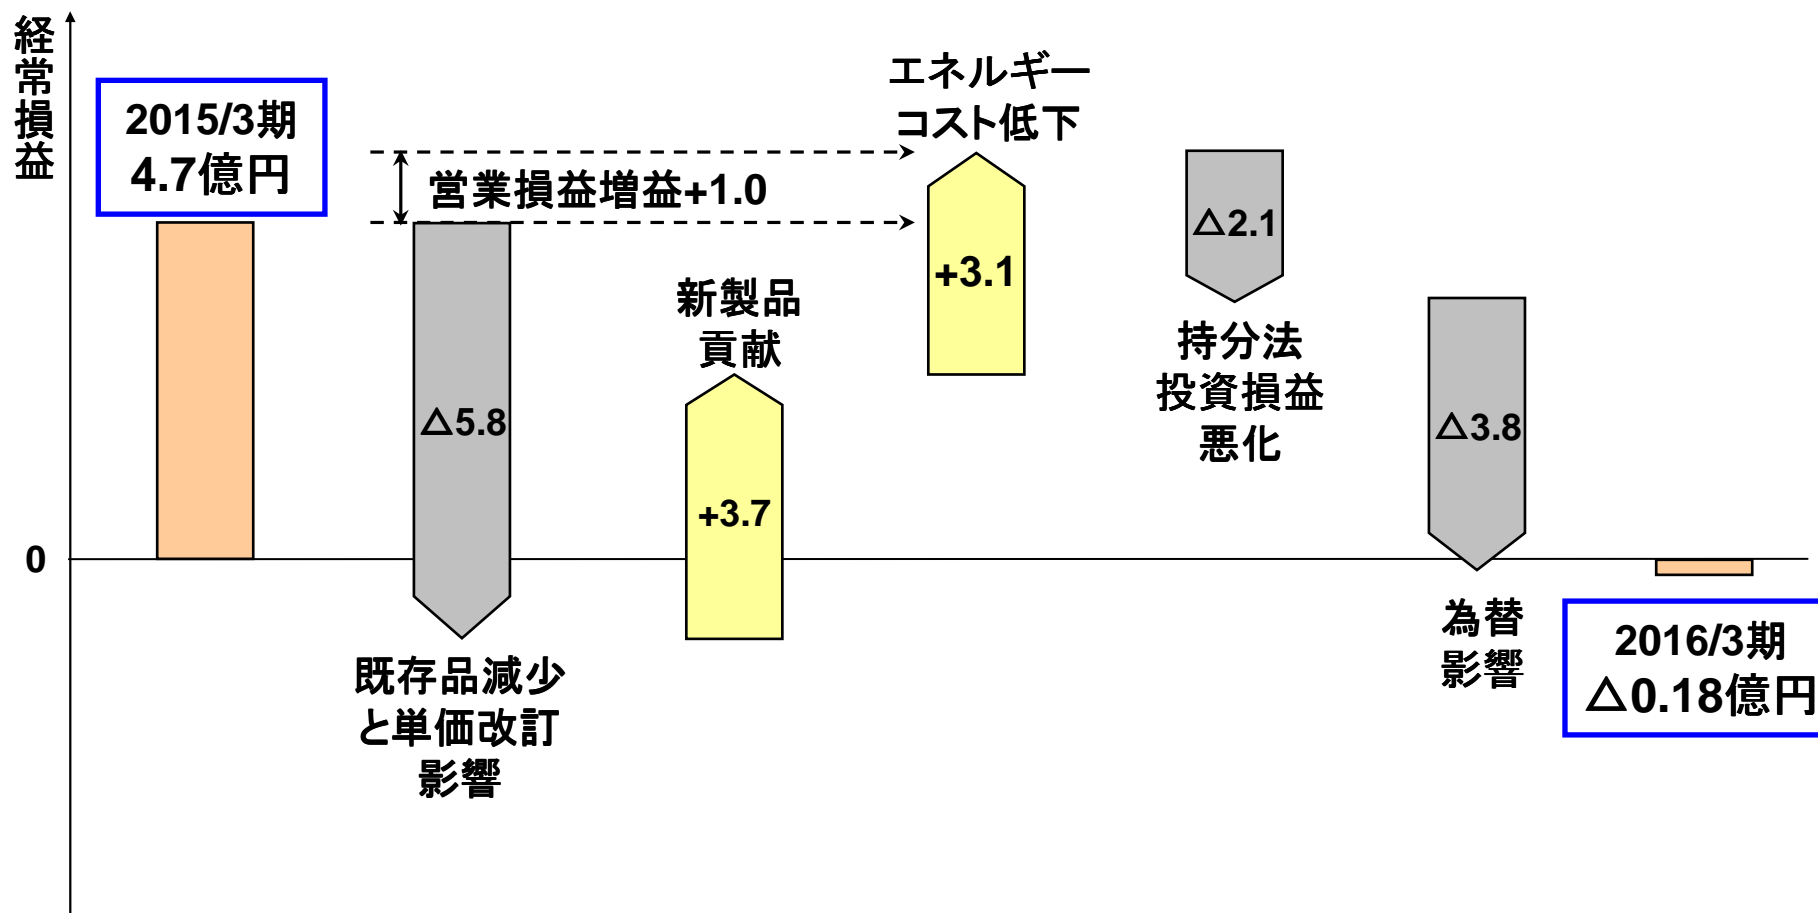 経常損益
2015/3期
4.7億円
営業損益増益+1.0
エネルギー
コスト低下
+3.1
△2.1
新製品
貢献
持分法
投資損益
悪化
△5.8
△3.8
+3.7
0
為替
影響
2016/3期
△0.18億円
既存品減少
と単価改訂
影響